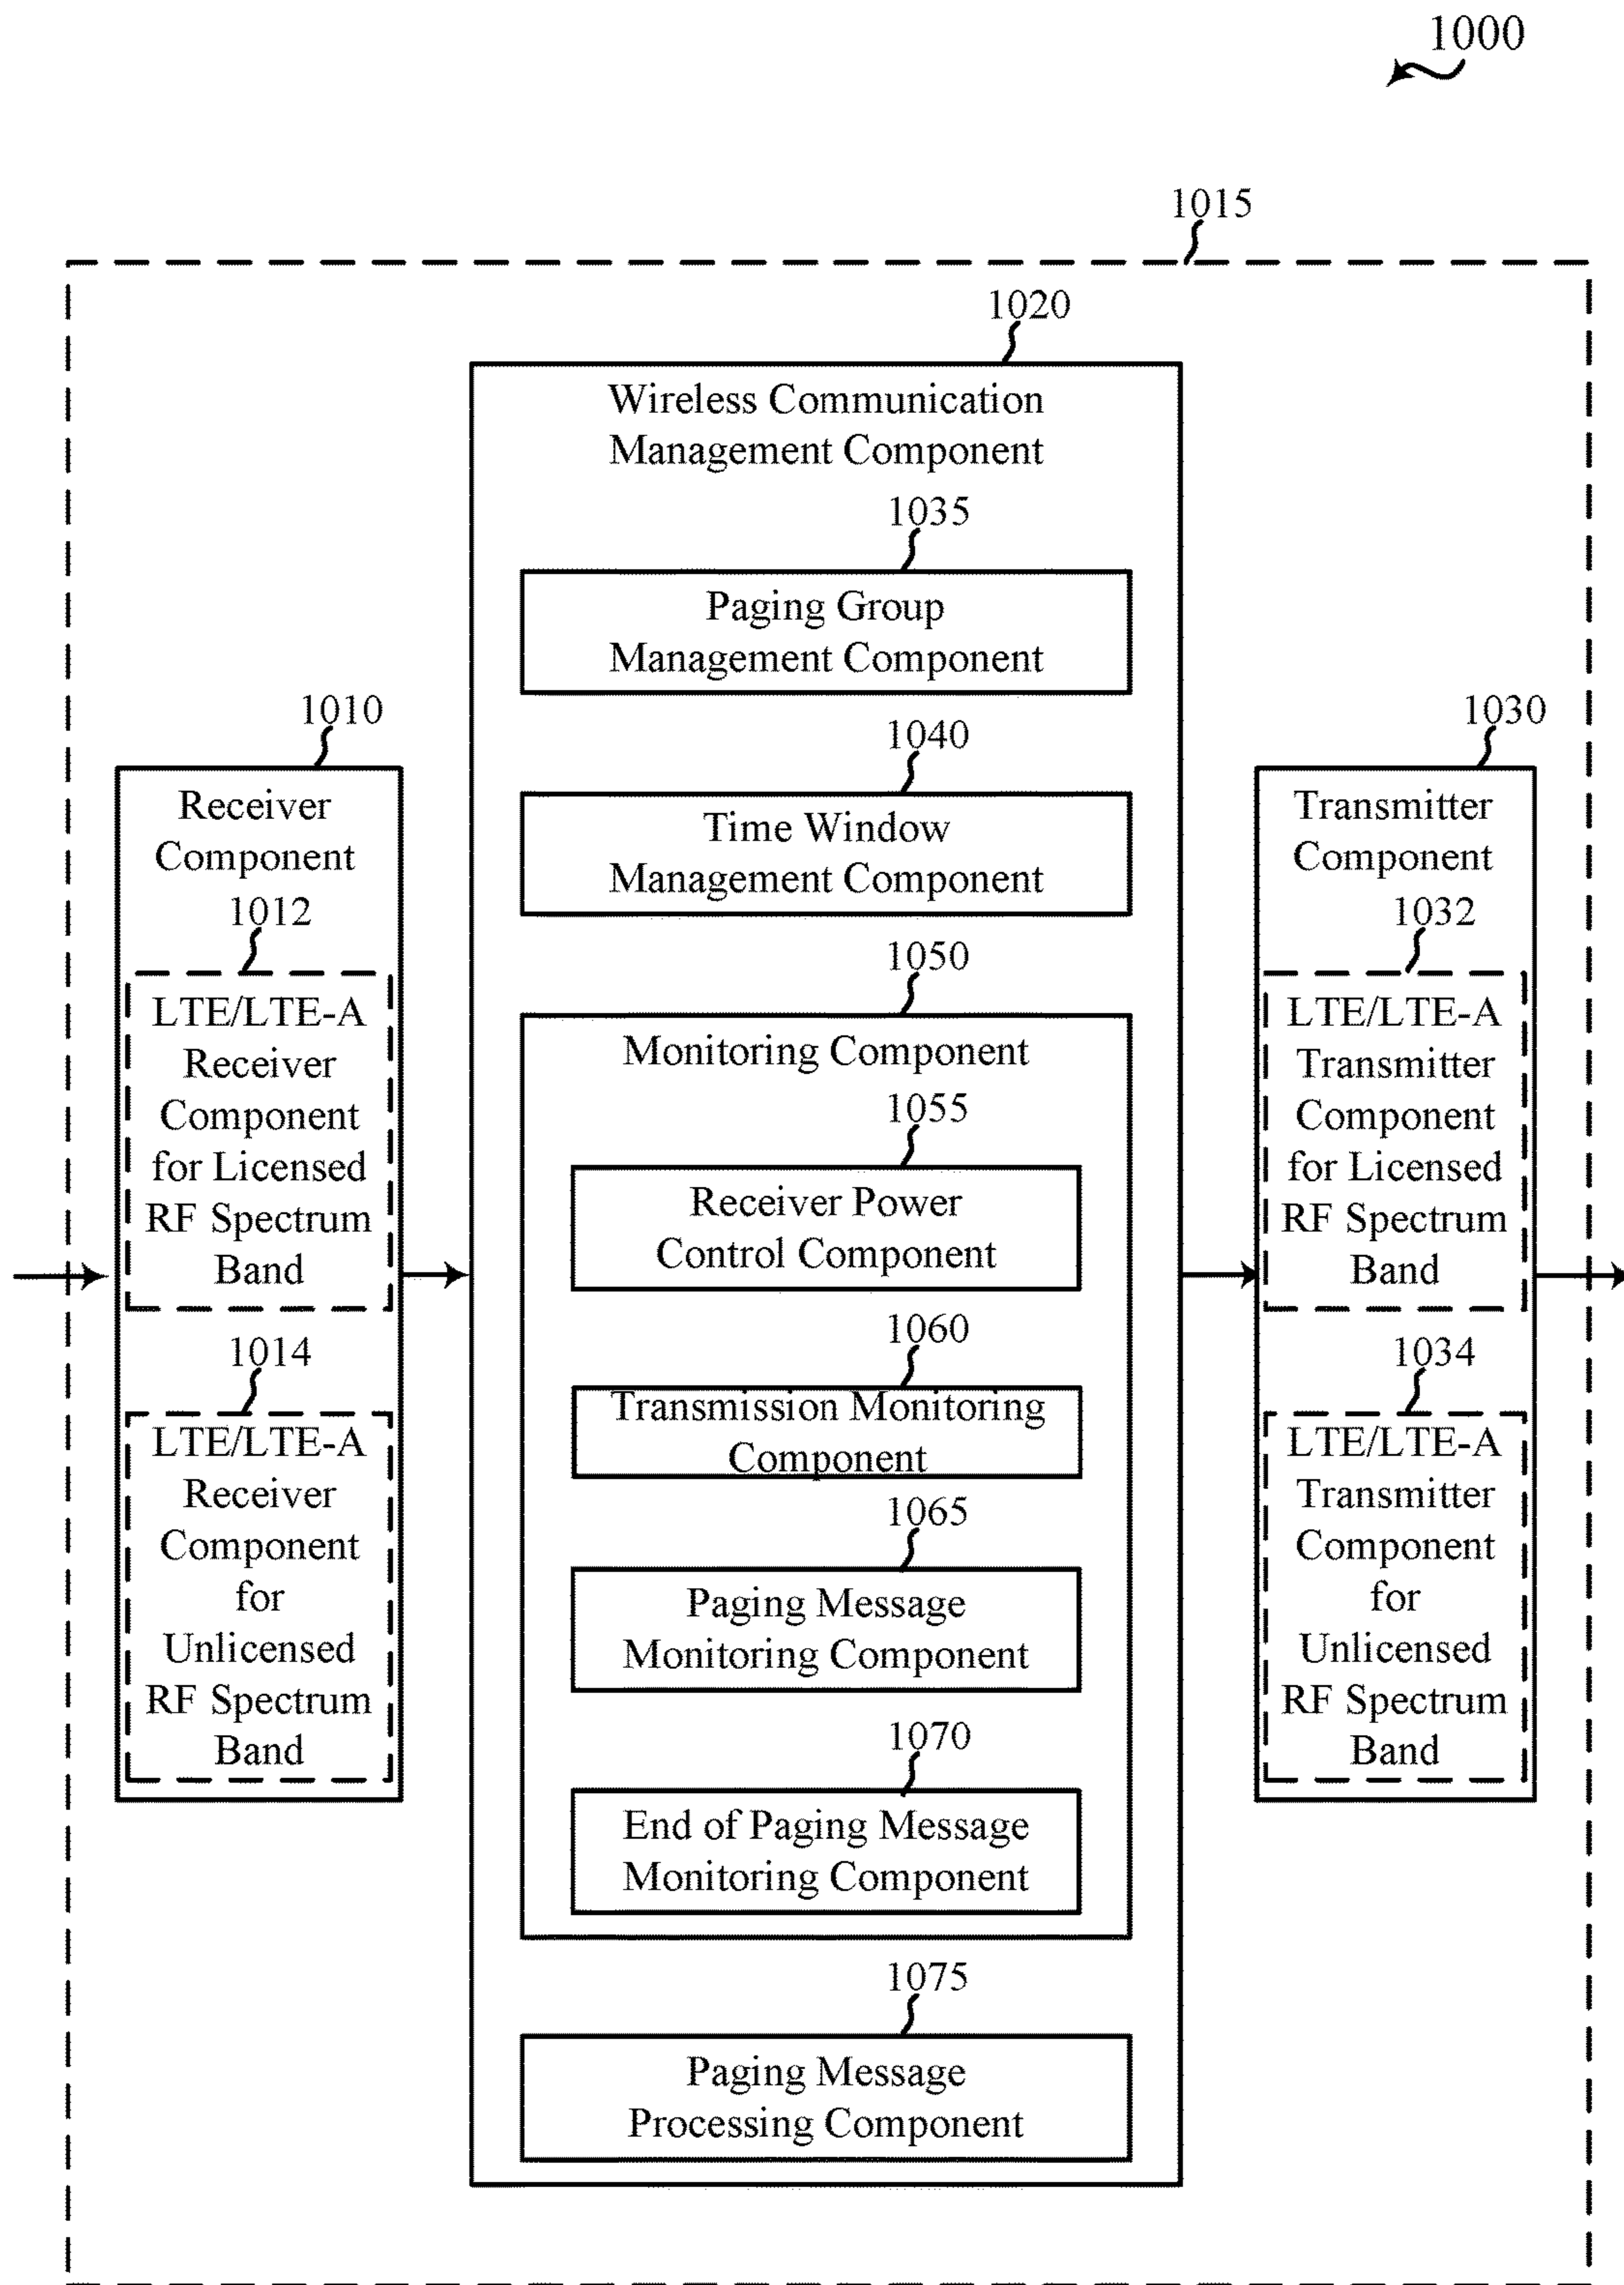 1000
1015
1020
Wireless Communication
Management Component
1035
Paging Group
Management Component
1040
Time Window
Management Component
1050
Monitoring Component
1055
Receiver Power
Control Component
1060
Transmission Monitoring
Component
1065
Paging Message
Monitoring Component
1070
End of Paging Message
Monitoring Component
1075
Paging Message
Processing Component
1010
Receiver
Component
1012
LTE/LTE-A
Receiver
Component
for Licensed
RF Spectrum
Band
1014
LTE/LTE-A
Receiver
Component
for
Unlicensed
RF Spectrum
Band
1030
Transmitter
Component
1032
LTE/LTE-A
Transmitter
Component
for Licensed
RF Spectrum
Band
1034
LTE/LTE-A
Transmitter
Component
for
Unlicensed
RF Spectrum
Band